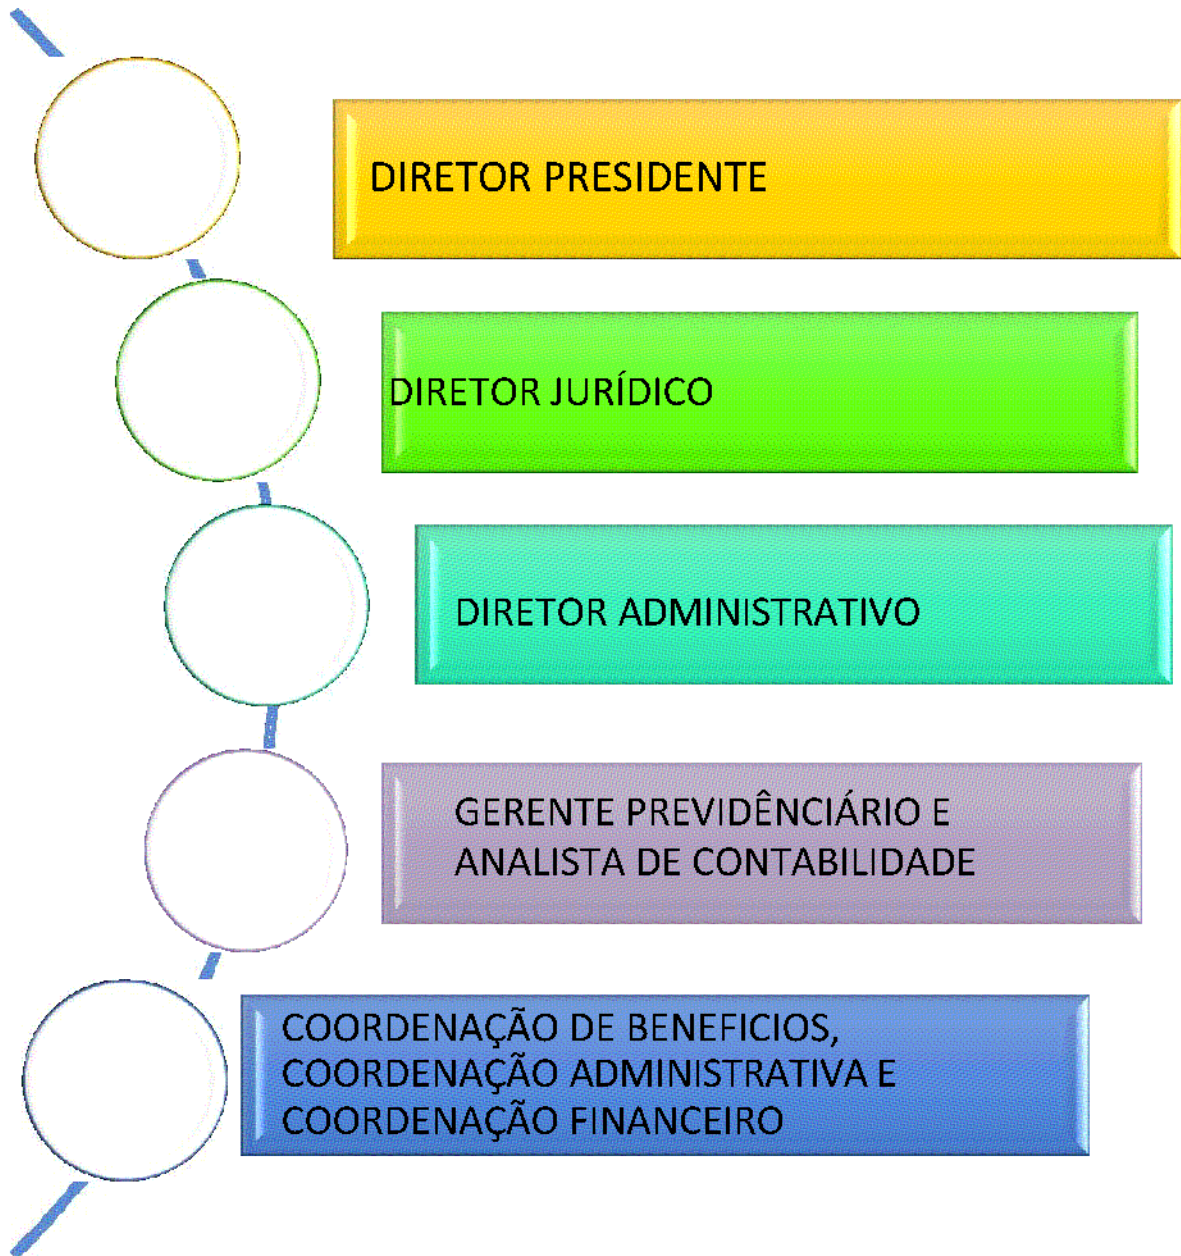 DIRETOR PRESIDENTE
DIRETOR JURÍDICO
DIRETOR ADMINISTRATIVO
GERENTE PREVIDÊNCIÁRIO E
ANALISTA DE CONTABILIDADE
COORDENAÇÃO DE BENEFICIOS,
COORDENAÇÃO ADMINISTRATIVA E
COORDENAÇÃO FINANCEIRO